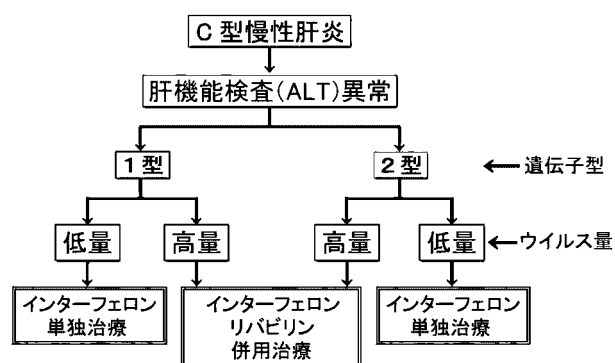 C型慢性肝炎
肝機能検査(ALT)異常
1型
2型
←遺伝子型
低量
高量
高量
低量
←ウイルス量
インターフェロン
単独治療
インターフェロン
リバビリン
併用治療
インターフェロン
単独治療